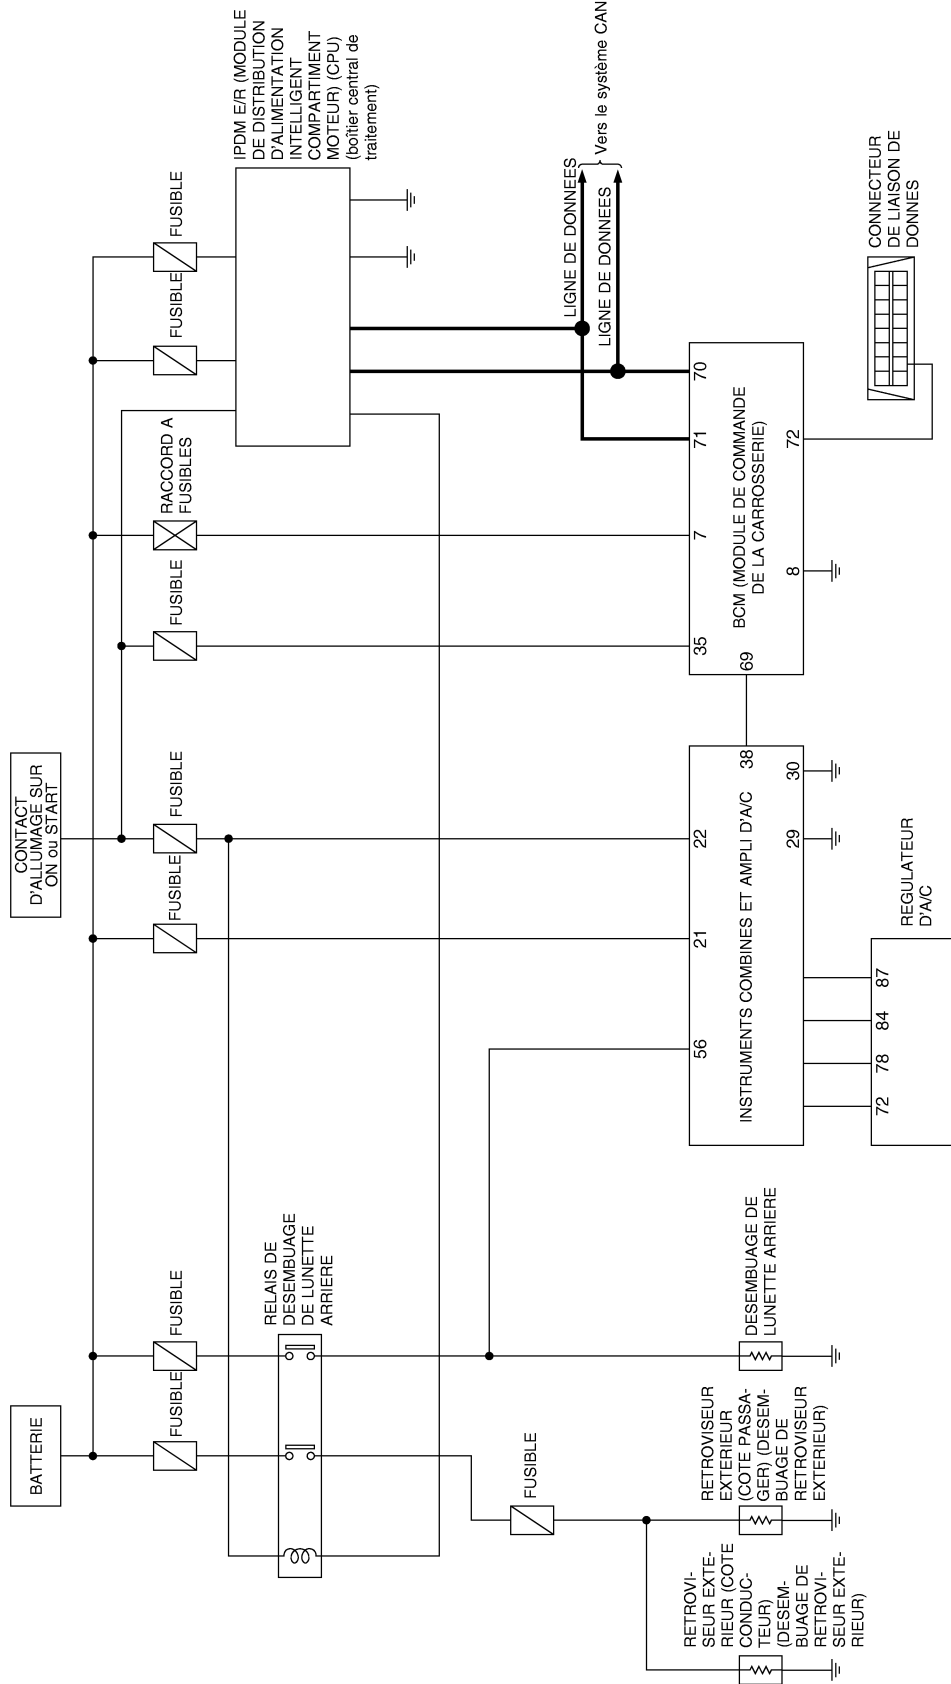 BATTERIE
CONTACT
D'ALLUMAGE SUR
ON ou START
FUSIBLE
FUSIBLE
FUSIBLE
FUSIBLE
FUSIBLE
RACCORD A
FUSIBLES
FUSIBLE
FUSIBLE
IPDM E/R (MODULE
DE DISTRIBUTION
D'ALIMENTATION
INTELLIGENT
COMPARTIMENT
MOTEUR) (CPU)
(boîtier central de
traitement)
RELAIS DE
DESEMBUAGE
DE LUNETTE
ARRIERE
FUSIBLE
LIGNE DE DONNEES
LIGNE DE DONNEES
Vers le système CAN
RETROVI-
SEUR EXTE-
RIEUR (COTE
CONDUC-
TEUR)
(DESEM-
BUAGE DE
RETROVI-
SEUR EXTE-
RIEUR)
RETROVISEUR
EXTERIEUR
(COTE PASSA-
GER) (DESEM-
BUAGE DE
RETROVISEUR
EXTERIEUR)
DESEMBUAGE DE
LUNETTE ARRIERE
56
21
22
INSTRUMENTS COMBINES ET AMPLI D'A/C
38
29
30
35
7
71
70
69
BCM (MODULE DE COMMANDE
DE LA CARROSSERIE)
8
72
72
78
84
87
REGULATEUR
D'A/C
CONNECTEUR
DE LIAISON DE
DONNES